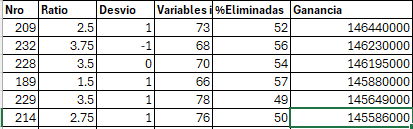 Nro Ratio Desvio Variables i %Eliminadas Ganancia
209 2.5 1 73 52 146440000
232 3.75 -1 68 56 146230000
228 3.5 0 70 54 146195000
189 1.5 1 66 57 145880000
229 3.5 1 78 49 145649000
214 2.75 1 76 50 145586000